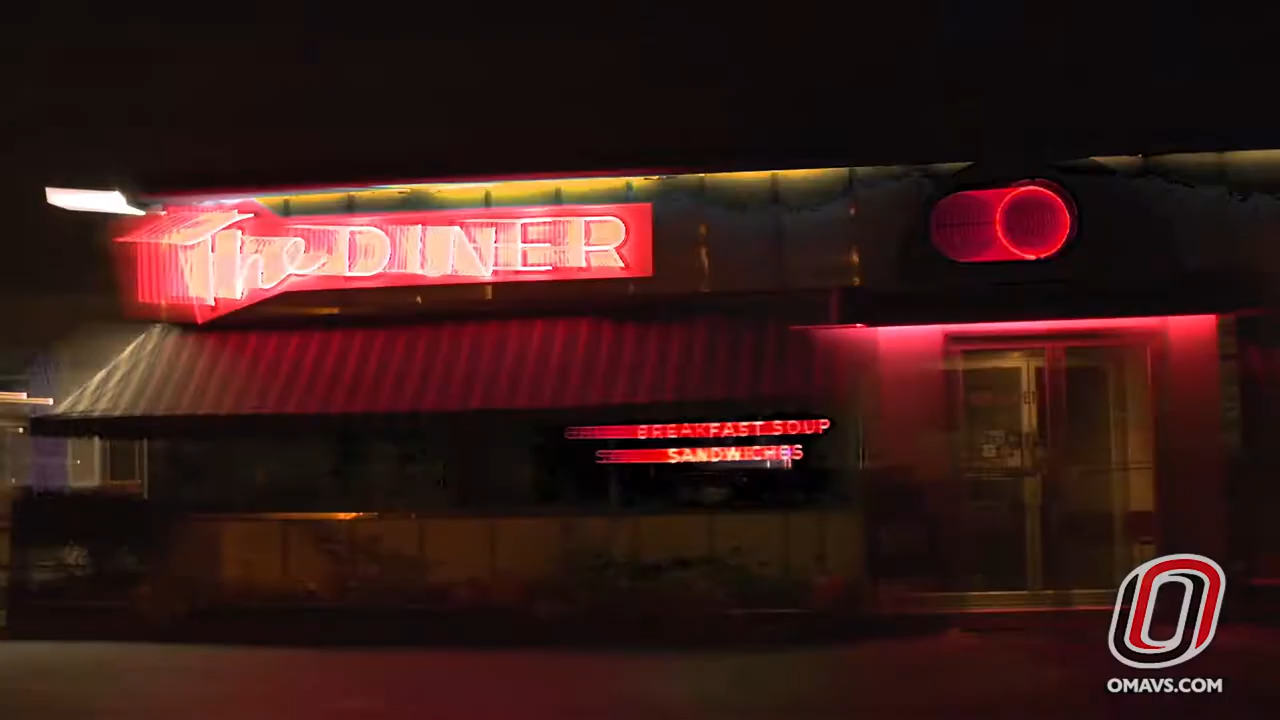 The DINER
BREAKFAST SOUP
SANDWICHES
O
OMAVS.COM